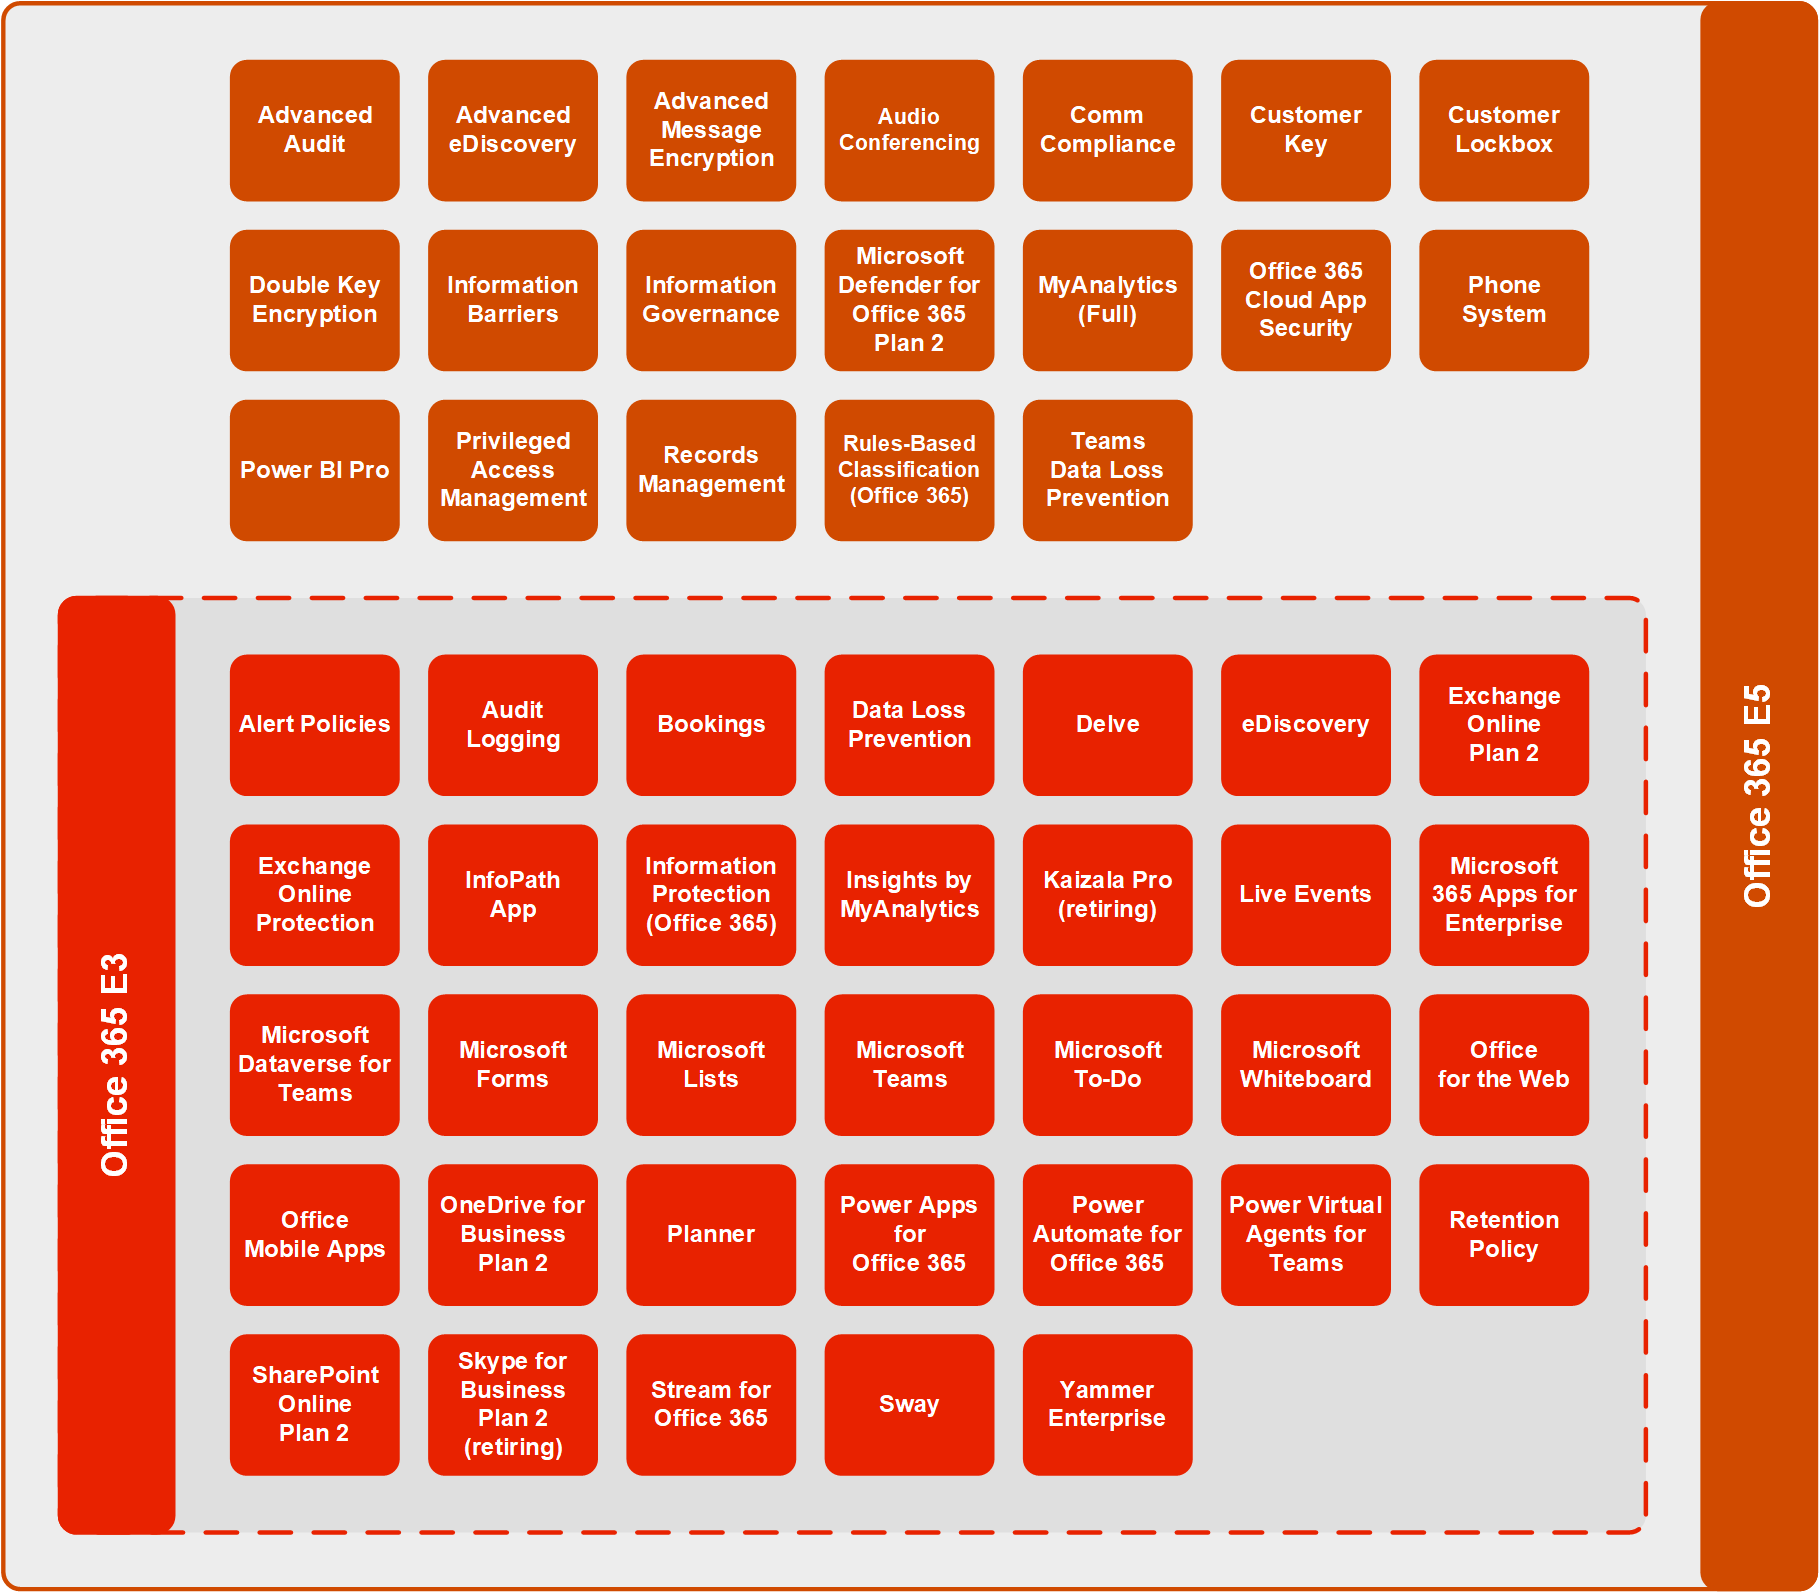 Advanced
Audit
Advanced
eDiscovery
Advanced
Message
Encryption
Audio
Conferencing
Comm
Compliance
Customer
Key
Customer
Lockbox
Double Key
Encryption
Information
Barriers
Information
Governance
Microsoft
Defender for
Office 365
Plan 2
MyAnalytics
(Full)
Office 365
Cloud App
Security
Phone
System
Power BI Pro
Privileged
Access
Management
Records
Management
Rules-Based
Classification
(Office 365)
Teams
Data Loss
Prevention
Office 365 E5
Office 365 E3
Alert Policies
Audit
Logging
Bookings
Data Loss
Prevention
Delve
eDiscovery
Exchange
Online
Plan 2
Exchange
Online
Protection
InfoPath
App
Information
Protection
(Office 365)
Insights by
MyAnalytics
Kaizala Pro
(retiring)
Live Events
Microsoft
365 Apps for
Enterprise
Microsoft
Dataverse for
Teams
Microsoft
Forms
Microsoft
Lists
Microsoft
Teams
Microsoft
To-Do
Microsoft
Whiteboard
Office
for the Web
Office
Mobile Apps
OneDrive for
Business
Plan 2
Planner
Power Apps
for
Office 365
Power
Automate for
Office 365
Power Virtual
Agents for
Teams
Retention
Policy
SharePoint
Online
Plan 2
Skype for
Business
Plan 2
(retiring)
Stream for
Office 365
Sway
Yammer
Enterprise